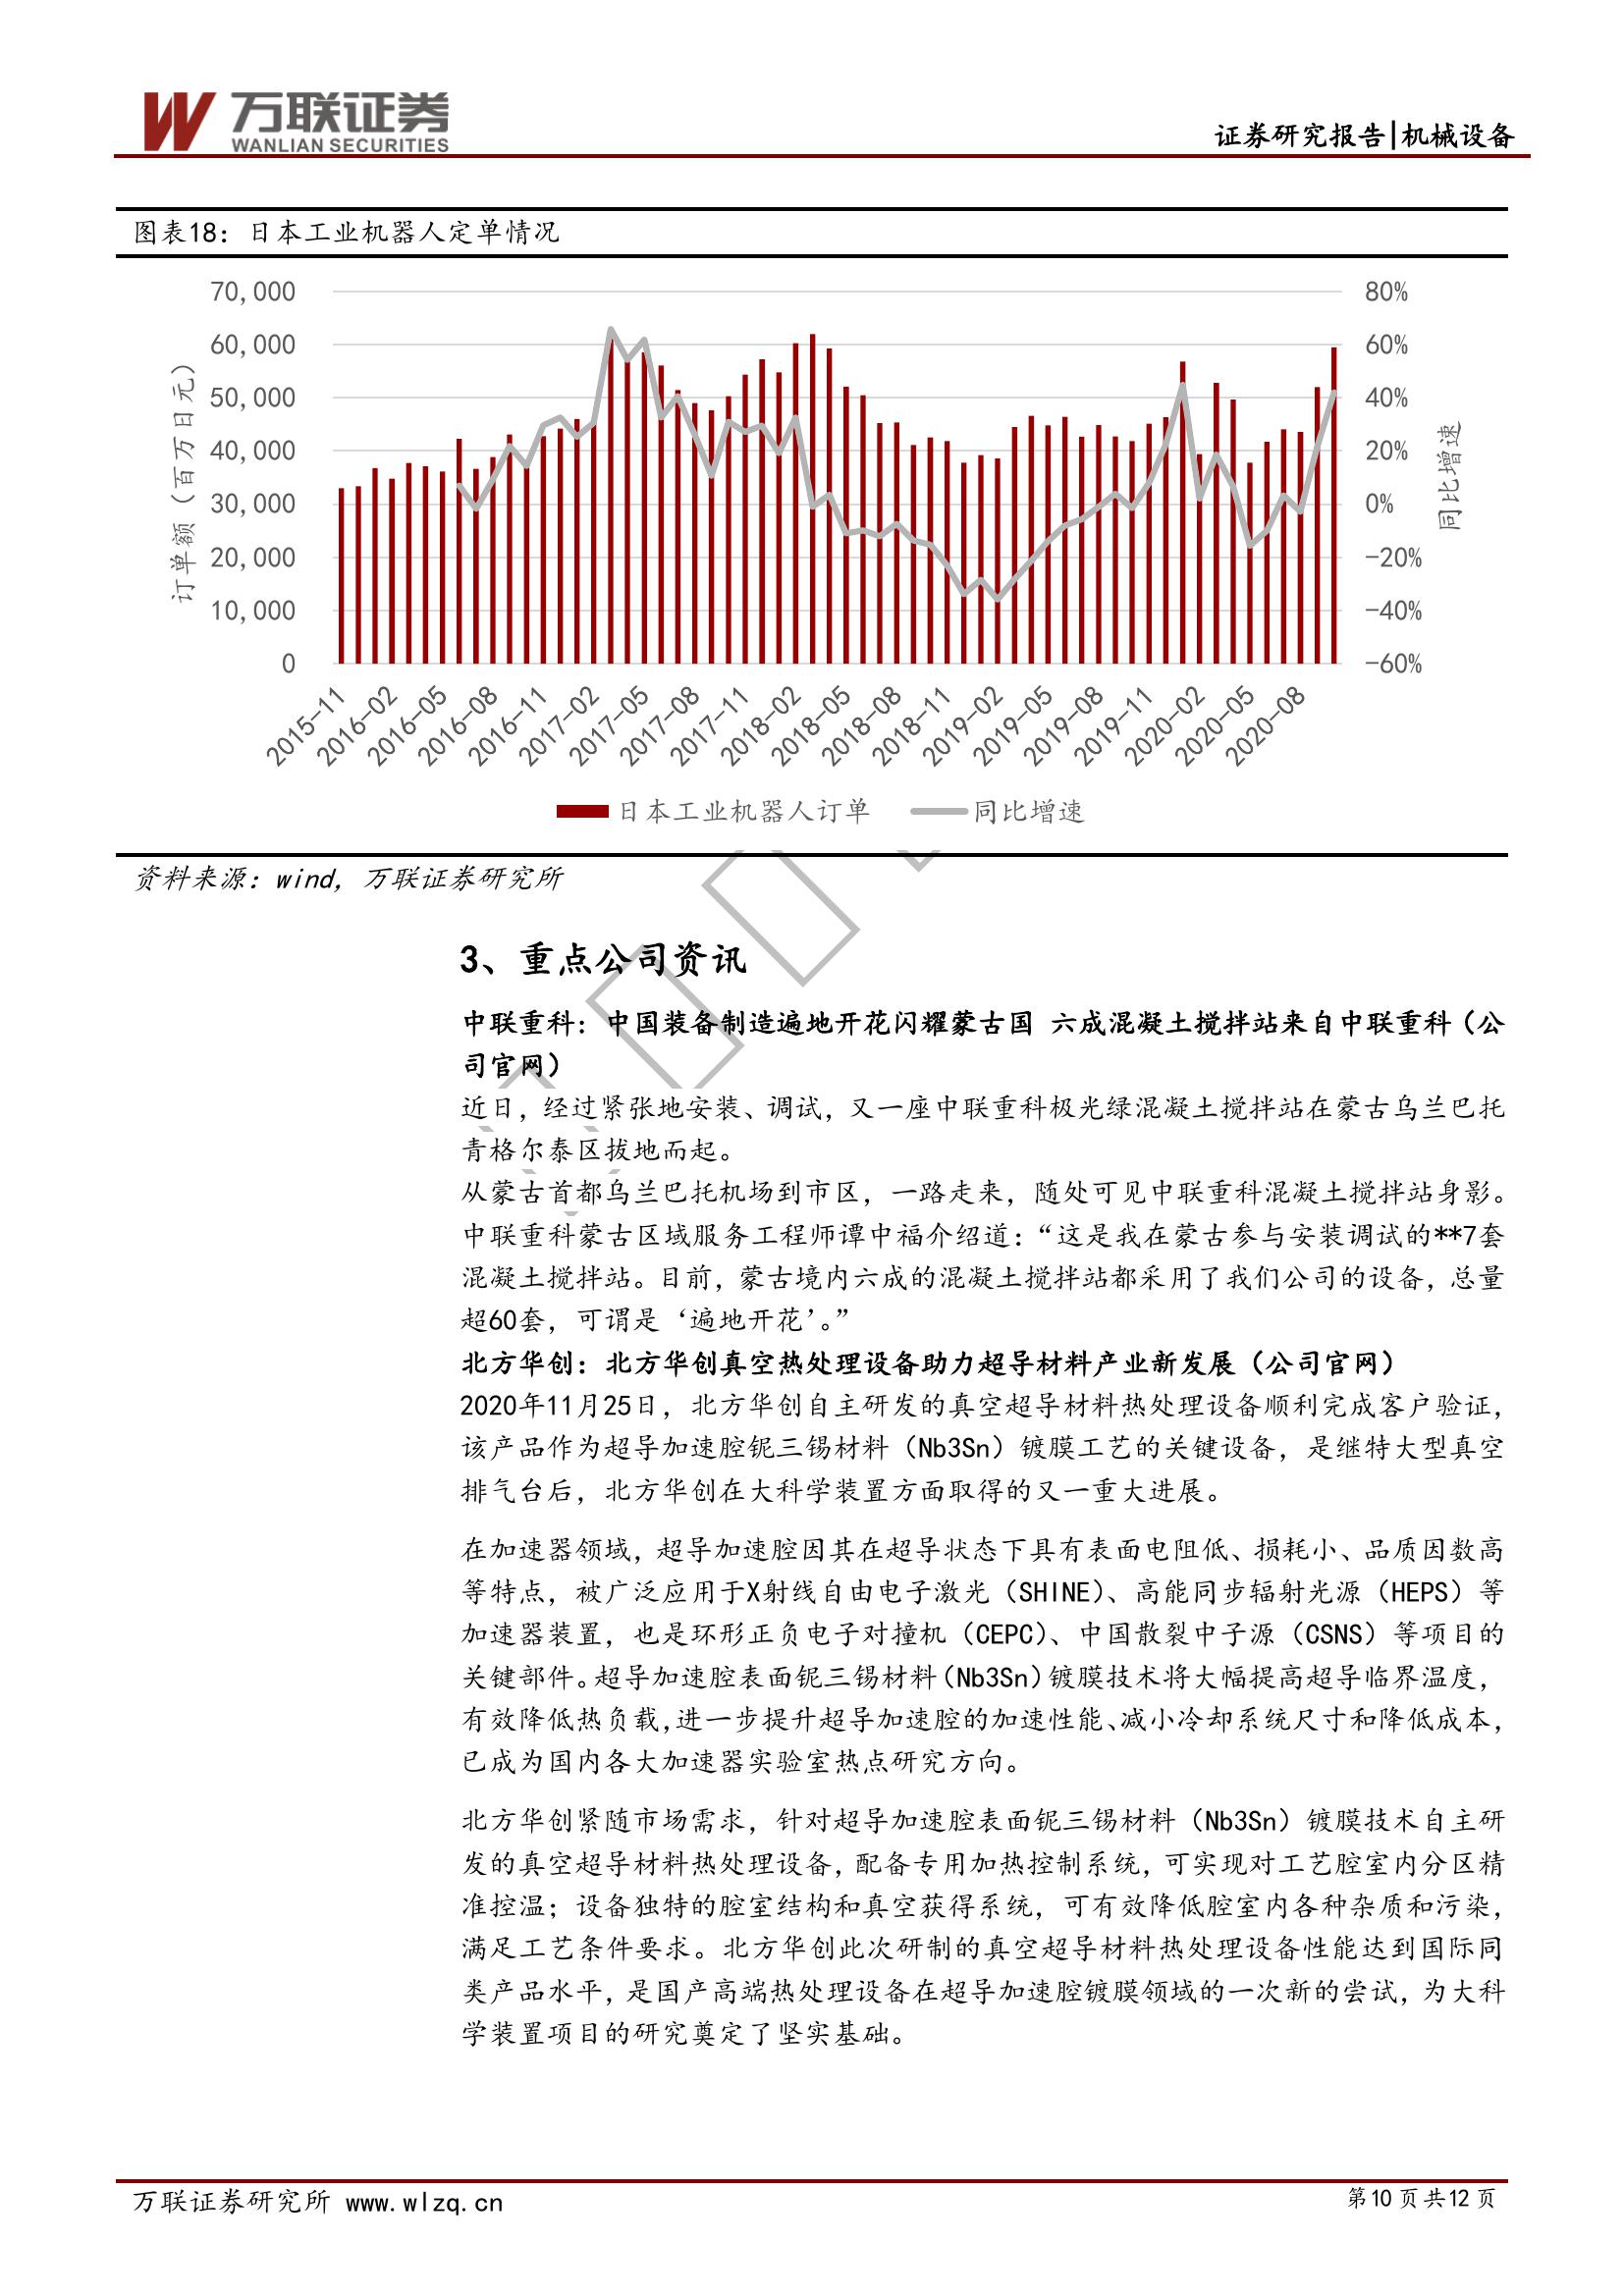 万联证券
WANLIAN SECURITIES
证券研究报告|机械设备
图表18：日本工业机器人定单情况
70,000
60,000
50,000
40,000
30,000
20,000
10,000
0
订单额（百万日元）
80%
60%
40%
20%
0%
-20%
-40%
-60%
同比增速
2015-11
2016-02
2016-05
2016-08
2016-11
2017-02
2017-05
2017-08
2017-11
2018-02
2018-05
2018-08
2018-11
2019-02
2019-05
2019-08
2019-11
2020-02
2020-05
2020-08
日本工业机器人订单 同比增速
资料来源：wind，万联证券研究所
3、重点公司资讯
中联重科：中国装备制造遍地开花闪耀蒙古国 六成混凝土搅拌站来自中联重科（公
司官网）
近日，经过紧张地安装、调试，又一座中联重科极光绿混凝土搅拌站在蒙古乌兰巴托
青格尔泰区拔地而起。
从蒙古首都乌兰巴托机场到市区，一路走来，随处可见中联重科混凝土搅拌站身影。
中联重科蒙古区域服务工程师谭中福介绍道：“这是我在蒙古参与安装调试的**7套
混凝土搅拌站。目前，蒙古境内六成的混凝土搅拌站都采用了我们公司的设备，总量
超60套，可谓是‘遍地开花’。”
北方华创：北方华创真空热处理设备助力超导材料产业新发展（公司官网）
2020年11月25日，北方华创自主研发的真空超导材料热处理设备顺利完成客户验证，
该产品作为超导加速腔铌三锡材料（Nb3Sn）镀膜工艺的关键设备，是继特大型真空
排气台后，北方华创在大科学装置方面取得的又一重大进展。
在加速器领域，超导加速腔因其在超导状态下具有表面电阻低、损耗小、品质因数高
等特点，被广泛应用于X射线自由电子激光（SHINE）、高能同步辐射光源（HEPS）等
加速器装置，也是环形正负电子对撞机（CEPC）、中国散裂中子源（CSNS）等项目的
关键部件。超导加速腔表面铌三锡材料（Nb3Sn）镀膜技术将大幅提高超导临界温度，
有效降低热负载，进一步提升超导加速腔的加速性能、减小冷却系统尺寸和降低成本，
已成为国内各大加速器实验室热点研究方向。
北方华创紧随市场需求，针对超导加速腔表面铌三锡材料（Nb3Sn）镀膜技术自主研
发的真空超导材料热处理设备，配备专用加热控制系统，可实现对工艺腔室内分区精
准控温；设备独特的腔室结构和真空获得系统，可有效降低腔室内各种杂质和污染，
满足工艺条件要求。北方华创此次研制的真空超导材料热处理设备性能达到国际同
类产品水平，是国产高端热处理设备在超导加速腔镀膜领域的一次新的尝试，为大科
学装置项目的研究奠定了坚实基础。
万联证券研究所 www.wlzq.cn
第10页共12页